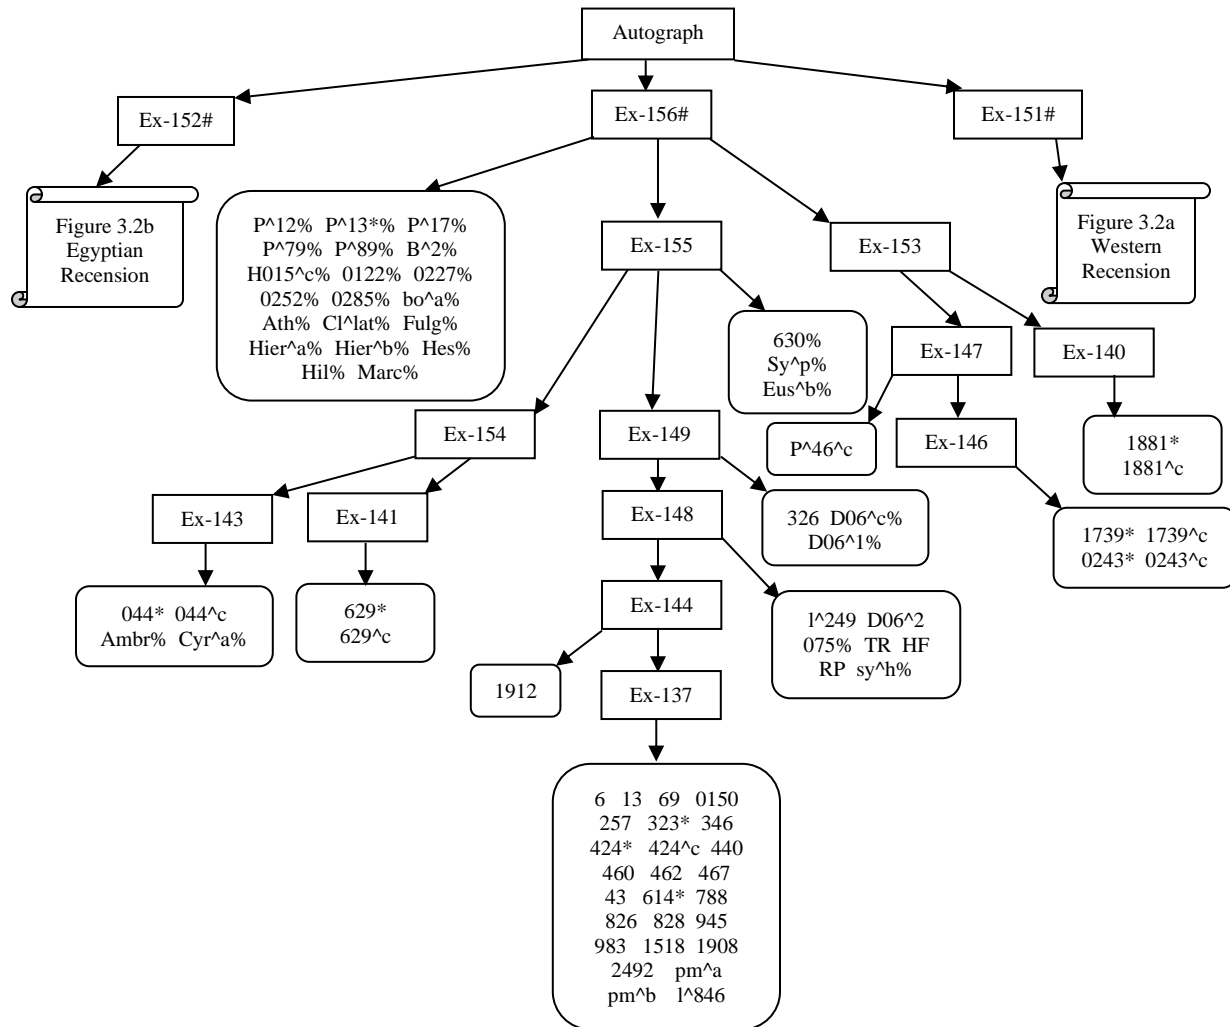 Autograph
Ex-152#
Ex-156#
Ex-151#
Figure 3.2b
Egyptian
Recension
P^12% P^13*% P^17%
P^79% P^89% B^2%
H015^c% 0122% 0227%
0252% 0285% bo^a%
Ath% Cl^lat% Fulg%
Hier^a% Hier^b% Hes%
Hil% Marc%
Ex-155
Ex-153
Figure 3.2a
Western
Recension
630%
Sy^p%
Eus^b%
Ex-147
Ex-140
Ex-154
Ex-149
P^46^c
Ex-146
1881*
1881^c
Ex-143
Ex-141
Ex-148
326 D06^c%
D06^1%
1739* 1739^c
0243* 0243^c
044* 044^c
Ambr% Cyr^a%
629*
629^c
Ex-144
l^249 D06^2
075% TR HF
RP sy^h%
1912
Ex-137
6 13 69 0150
257 323* 346
424* 424^c 440
460 462 467
43 614* 788
826 828 945
983 1518 1908
2492 pm^a
pm^b l^846